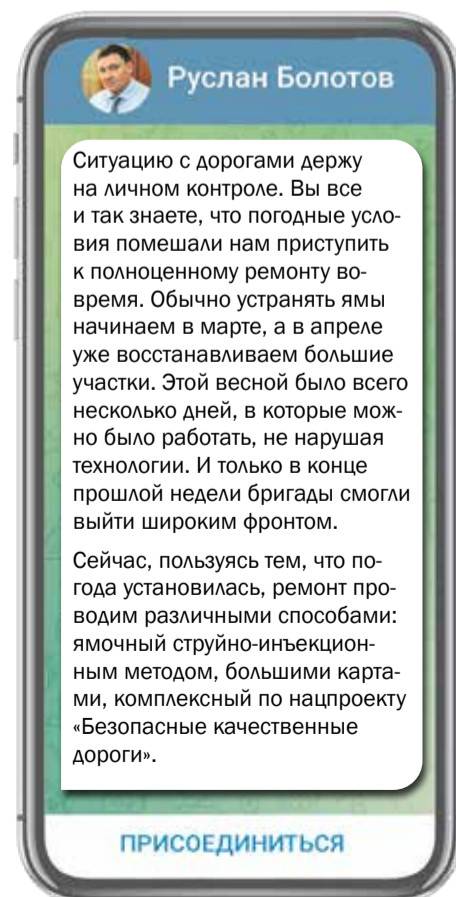 Руслан Болотов
Ситуацию с дорогами держу
на личном контроле. Вы все
и так знаете, что погодные усло-
вия помешали нам приступить
к полноценному ремонту во-
время. Обычно устранять ямы
начинаем в марте, а в апреле
уже восстанавливаем большие
участки. Этой весной было всего
несколько дней, в которые мож-
но было работать, не нарушая
технологии. И только в конце
прошлой недели бригады смогли
выйти широким фронтом.
Сейчас, пользуясь тем, что по-
года установилась, ремонт про-
водим различными способами:
ямочный струйно-инъекцион-
ным методом, большими карта-
ми, комплексный по нацпроекту
«Безопасные качественные
дороги».
ПРИСОЕДИНИТЬСЯ